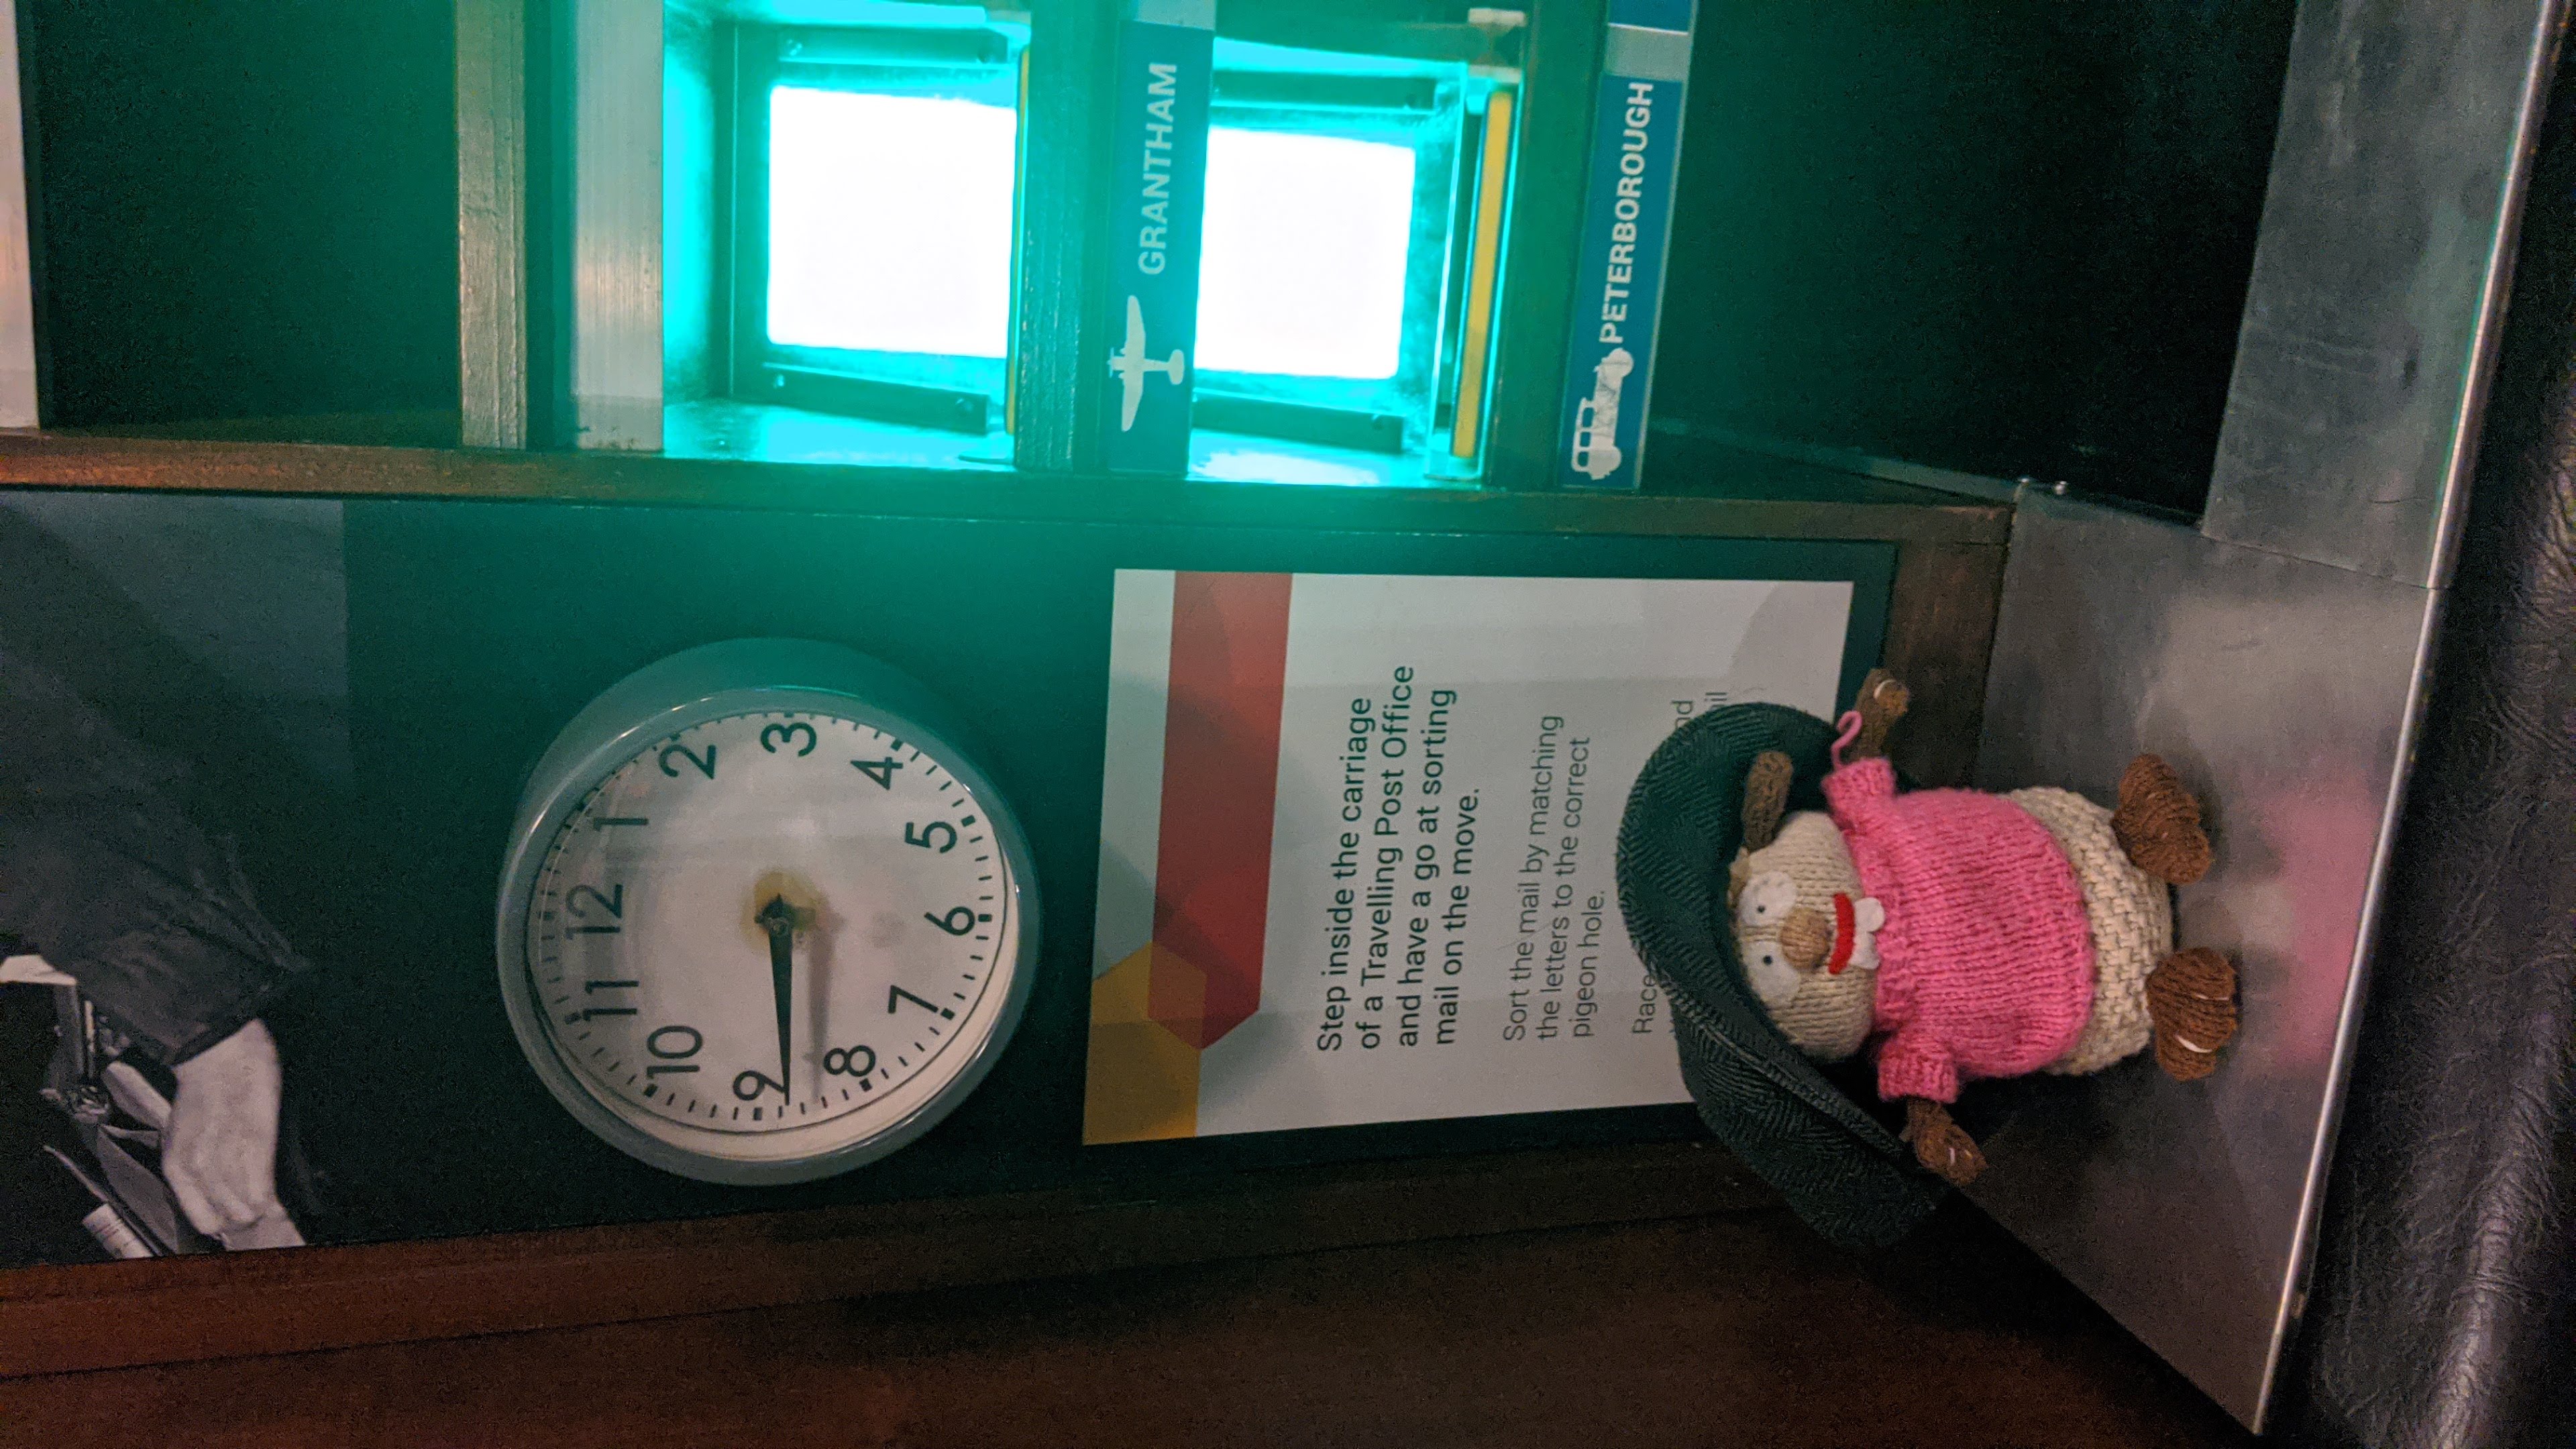 12
1
2
3
4
5
6
7
8
9
10
11
Step inside the carriage
of a Travelling Post Office
and have a go at sorting
mail on the move.
Sort the mail by matching
the letters to the correct
pigeon hole.
Race
GRANTHAM
PETERBOROUGH